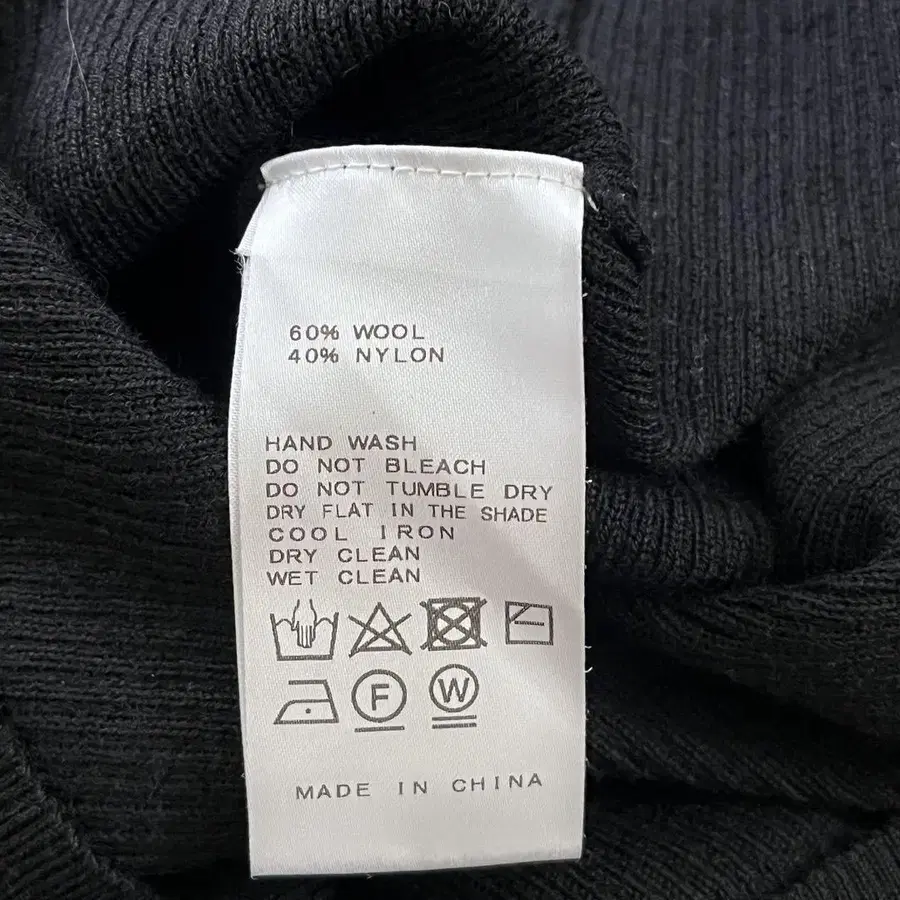 60% WOOL
40% NYLON
HAND WASH
DO NOT BLEACH
DO NOT TUMBLE DRY
DRY FLAT IN THE SHADE
COOL IRON
DRY CLEAN
WET CLEAN
F W
MADE IN CHINA